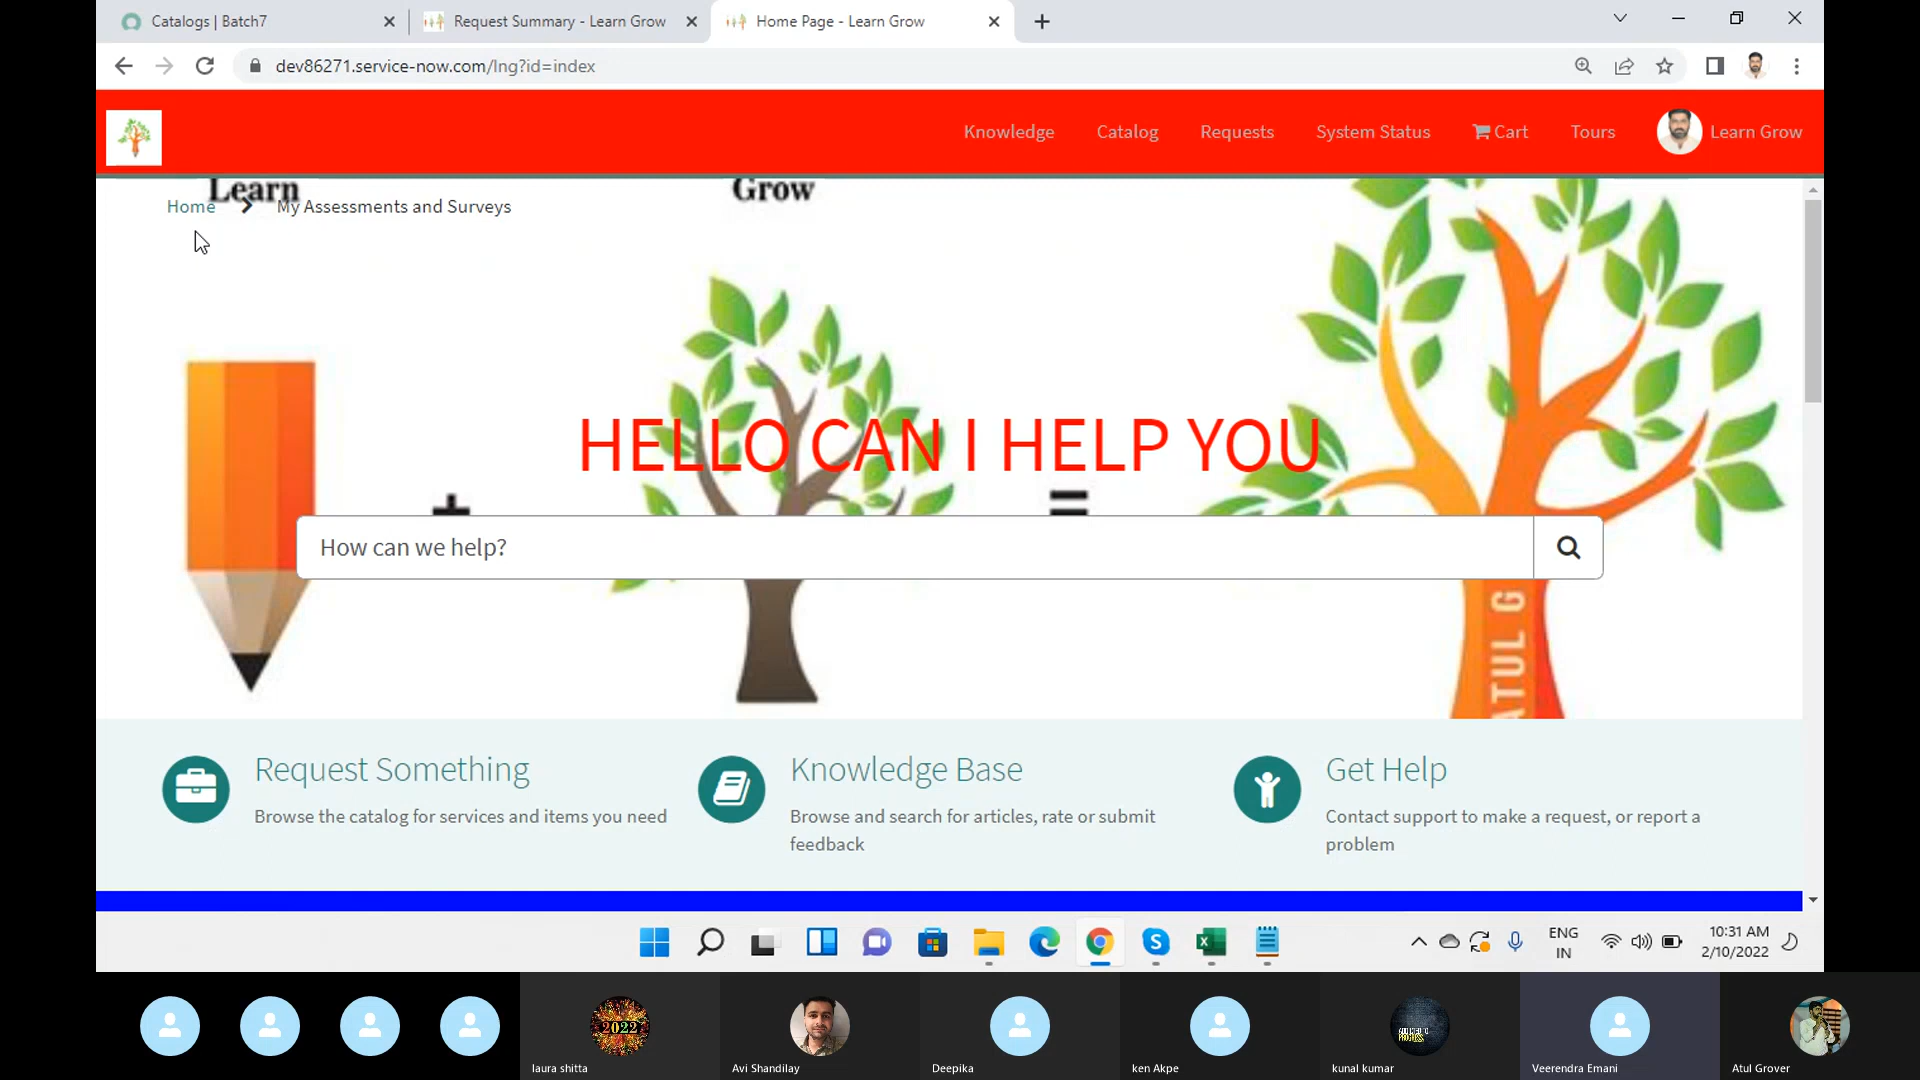 Catalogs | Batch7
Request Summary - Learn Grow
Home Page - Learn Grow
dev86271.service-now.com/lng?id=index
Knowledge
Catalog
Requests
System Status
Cart
Tours
Learn Grow
Learn
Grow
Home
My Assessments and Surveys
HELLO CAN I HELP YOU
+
=
How can we help?
ATUL G
Request Something
Browse the catalog for services and items you need
Knowledge Base
Browse and search for articles, rate or submit
feedback
Get Help
Contact support to make a request, or report a
problem
ENG
IN
10:31 AM
2/10/2022
2022
PROGRESS
laura shitta
Avi Shandilay
Deepika
ken Akpe
kunal kumar
Veerendra Emani
Atul Grover